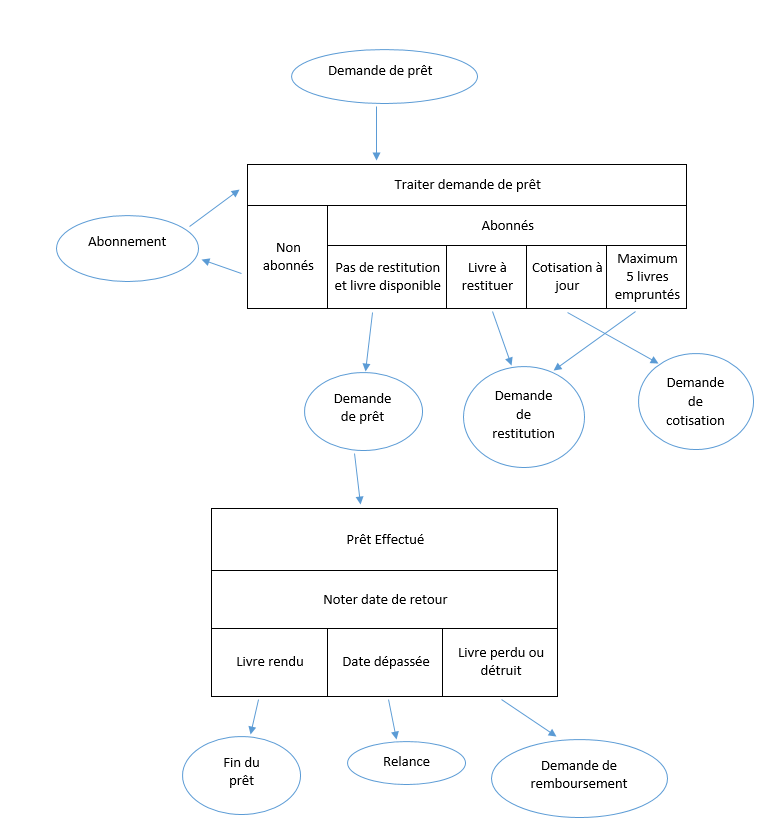 Demande de prêt
Traiter demande de prêt
Abonnement
Non
abonnés
Abonnés
Pas de restitution
et livre disponible
Livre à
restituer
Cotisation à
jour
Maximum
5 livres
empruntés
Demande
de prêt
Demande
de
restitution
Demande
de
cotisation
Prêt Effectué
Noter date de retour
Livre rendu
Date dépassée
Livre perdu ou
détruit
Fin du
prêt
Relance
Demande de
remboursement